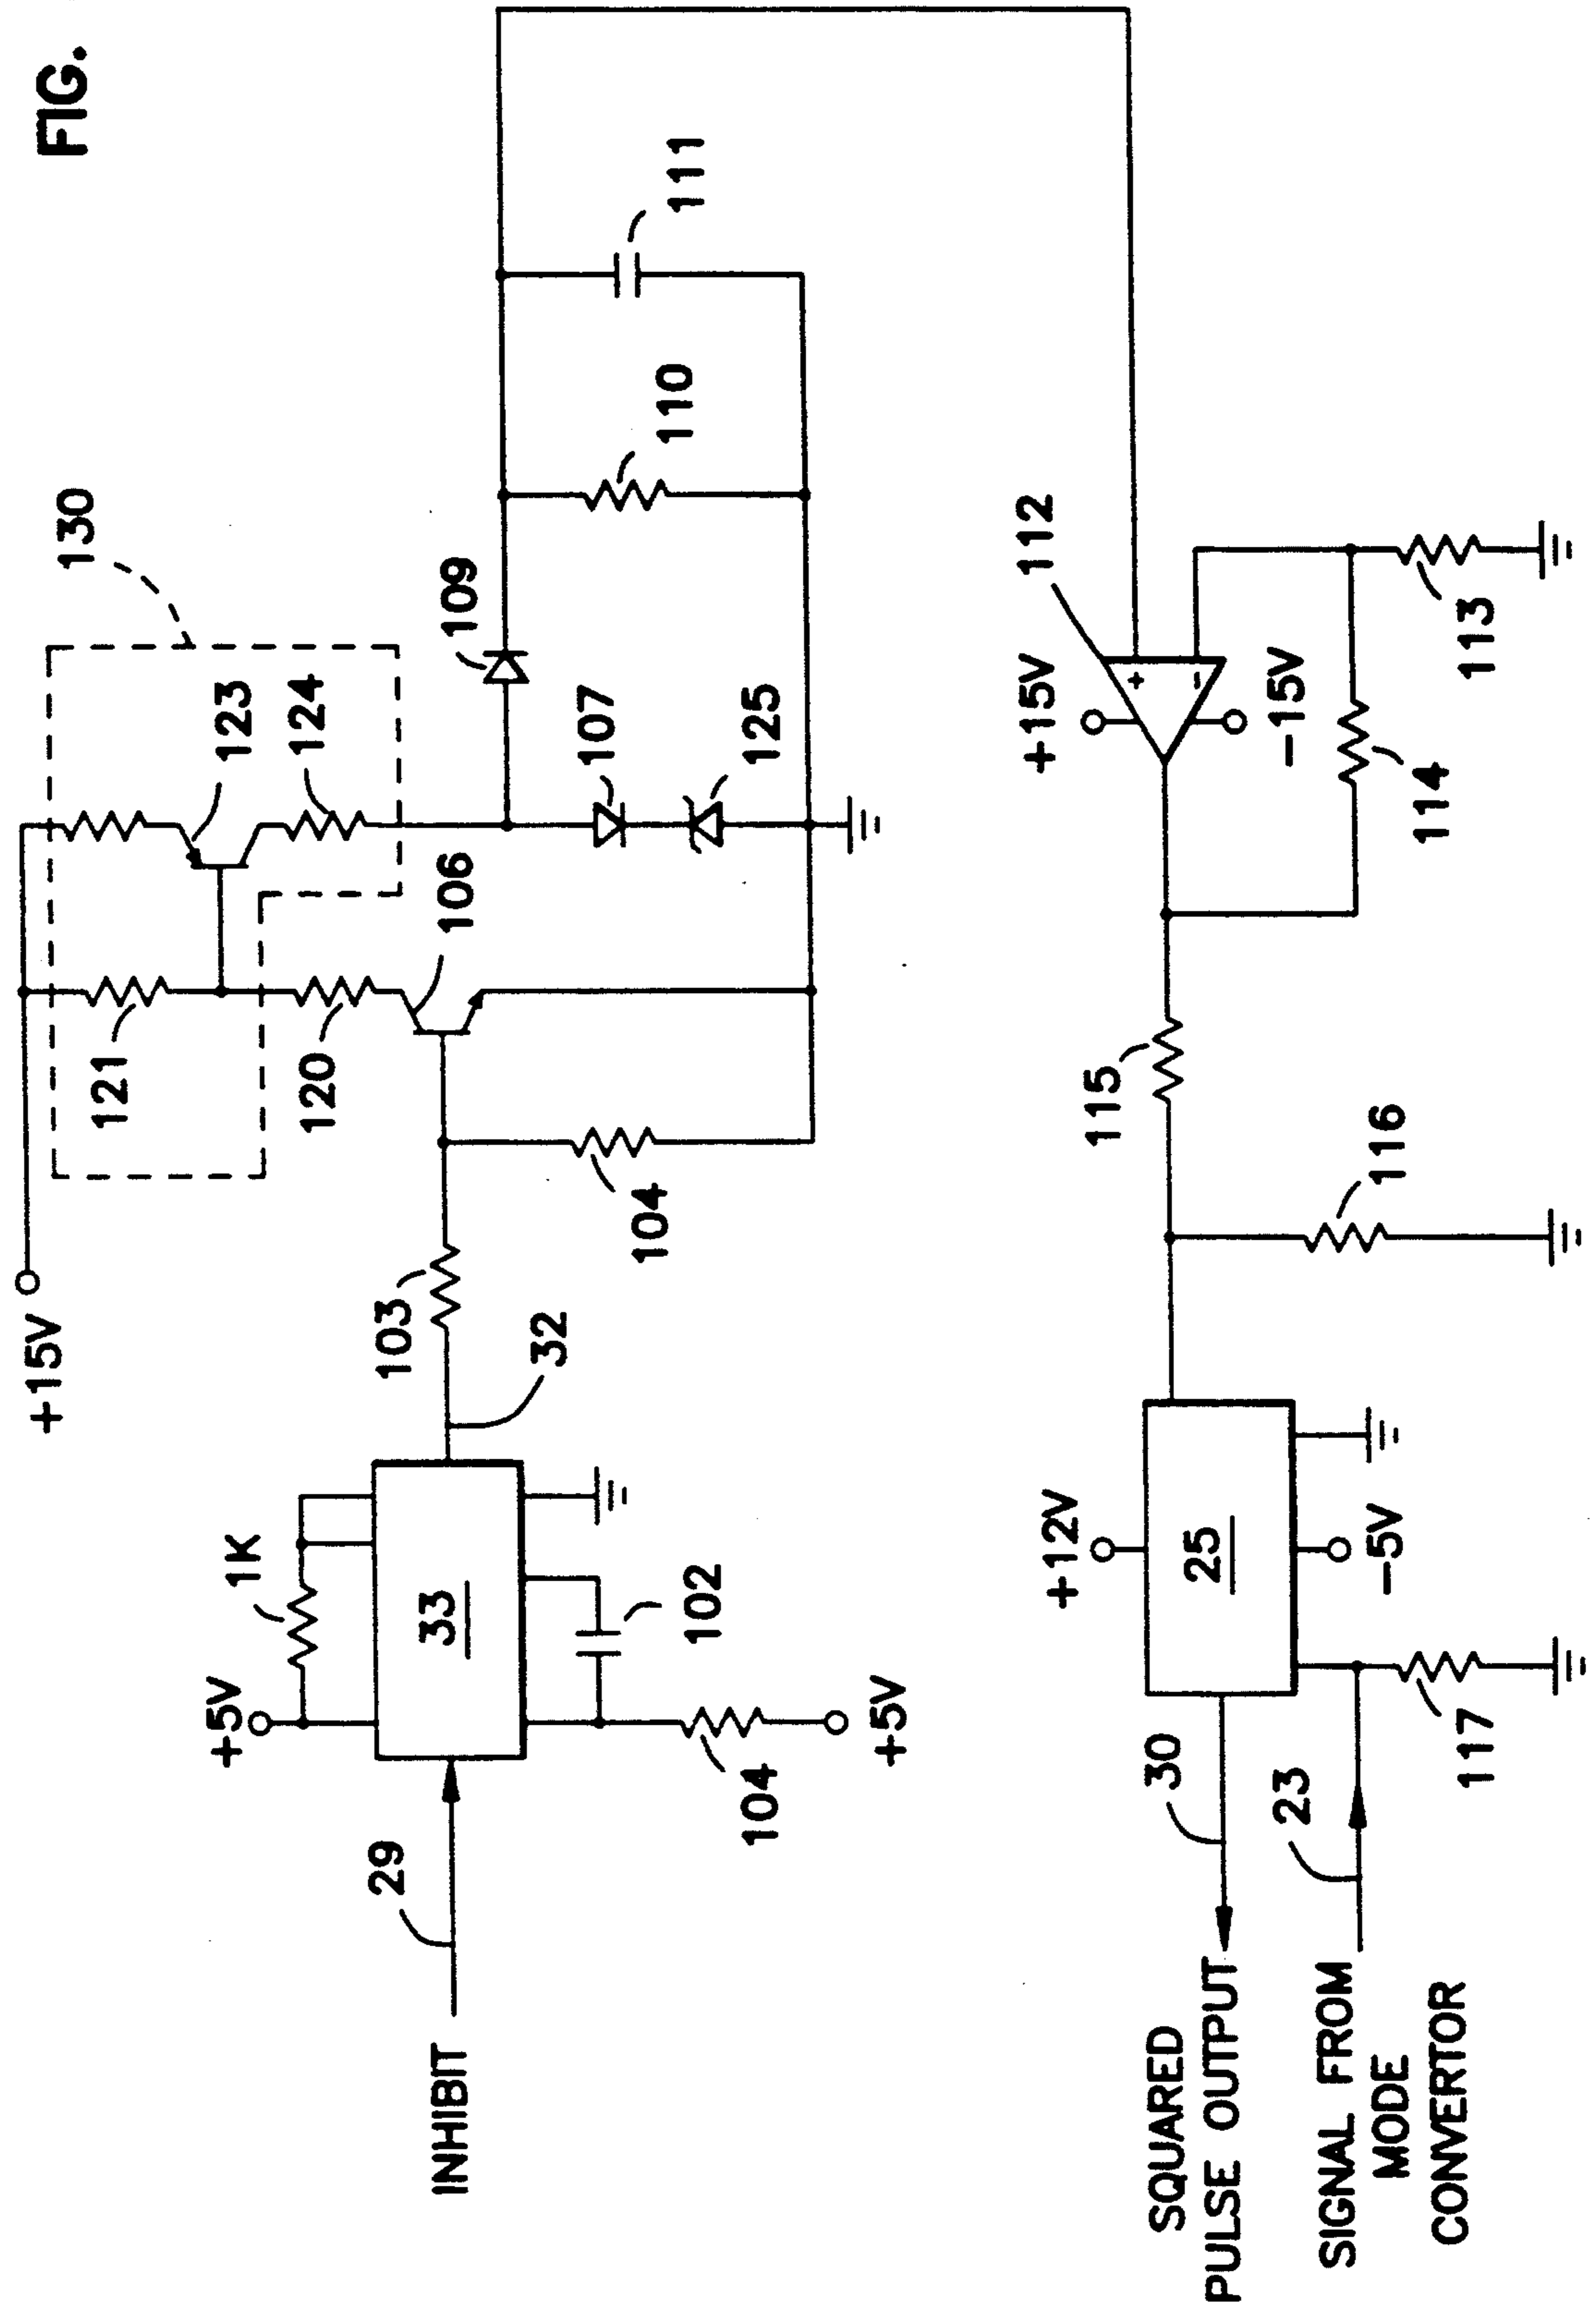 FIG.
+15V
121
130
123
124
120
106
109
107
125
110
111
+5V
1K
33
29
INHIBIT
102
104
+5V
32
103
104
112
+15V
-15V
113
114
115
116
+12V
25
-5V
30
SQUARED
PULSE OUTPUT
23
117
SIGNAL FROM
MODE
CONVERTOR